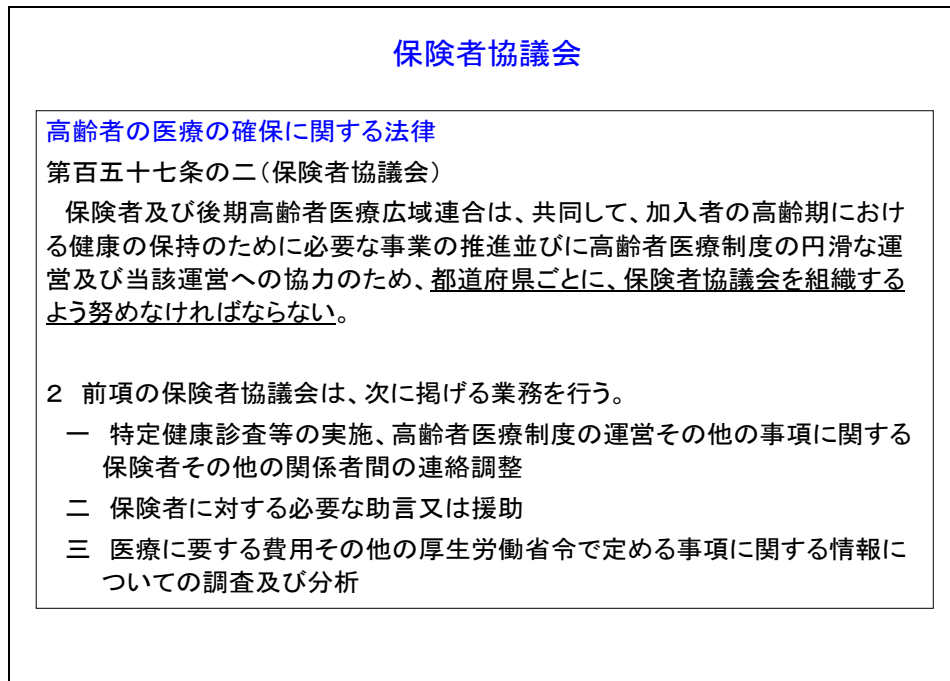 保険者協議会
高齢者の医療の確保に関する法律
第百五十七条の二（保険者協議会）
保険者及び後期高齢者医療広域連合は、共同して、加入者の高齢期におけ
る健康の保持のために必要な事業の推進並びに高齢者医療制度の円滑な運
営及び当該運営への協力のため、都道府県ごとに、保険者協議会を組織する
よう努めなければならない。
２ 前項の保険者協議会は、次に掲げる業務を行う。
一 特定健康診査等の実施、高齢者医療制度の運営その他の事項に関する
保険者その他の関係者間の連絡調整
二 保険者に対する必要な助言又は援助
三 医療に要する費用その他の厚生労働省令で定める事項に関する情報に
ついての調査及び分析